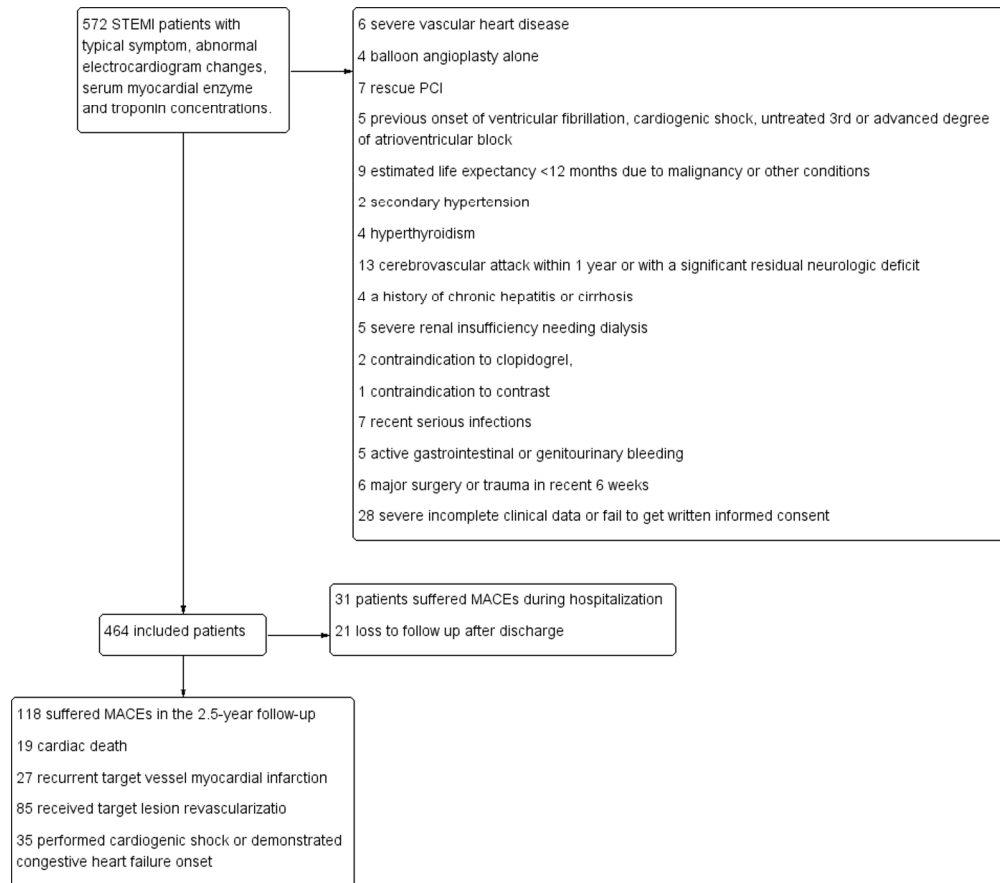 572 STEMI patients with
typical symptom, abnormal
electrocardiogram changes,
serum myocardial enzyme
and troponin concentrations.
6 severe vascular heart disease
4 balloon angioplasty alone
7 rescue PCI
5 previous onset of ventricular fibrillation, cardiogenic shock, untreated 3rd or advanced degree
of atrioventricular block
9 estimated life expectancy <12 months due to malignancy or other conditions
2 secondary hypertension
4 hyperthyroidism
13 cerebrovascular attack within 1 year or with a significant residual neurologic deficit
4 a history of chronic hepatitis or cirrhosis
5 severe renal insufficiency needing dialysis
2 contraindication to clopidogrel,
1 contraindication to contrast
7 recent serious infections
5 active gastrointestinal or genitourinary bleeding
6 major surgery or trauma in recent 6 weeks
28 severe incomplete clinical data or fail to get written informed consent
464 included patients
31 patients suffered MACEs during hospitalization
21 loss to follow up after discharge
118 suffered MACEs in the 2.5-year follow-up
19 cardiac death
27 recurrent target vessel myocardial infarction
85 received target lesion revascularizatio
35 performed cardiogenic shock or demonstrated
congestive heart failure onset